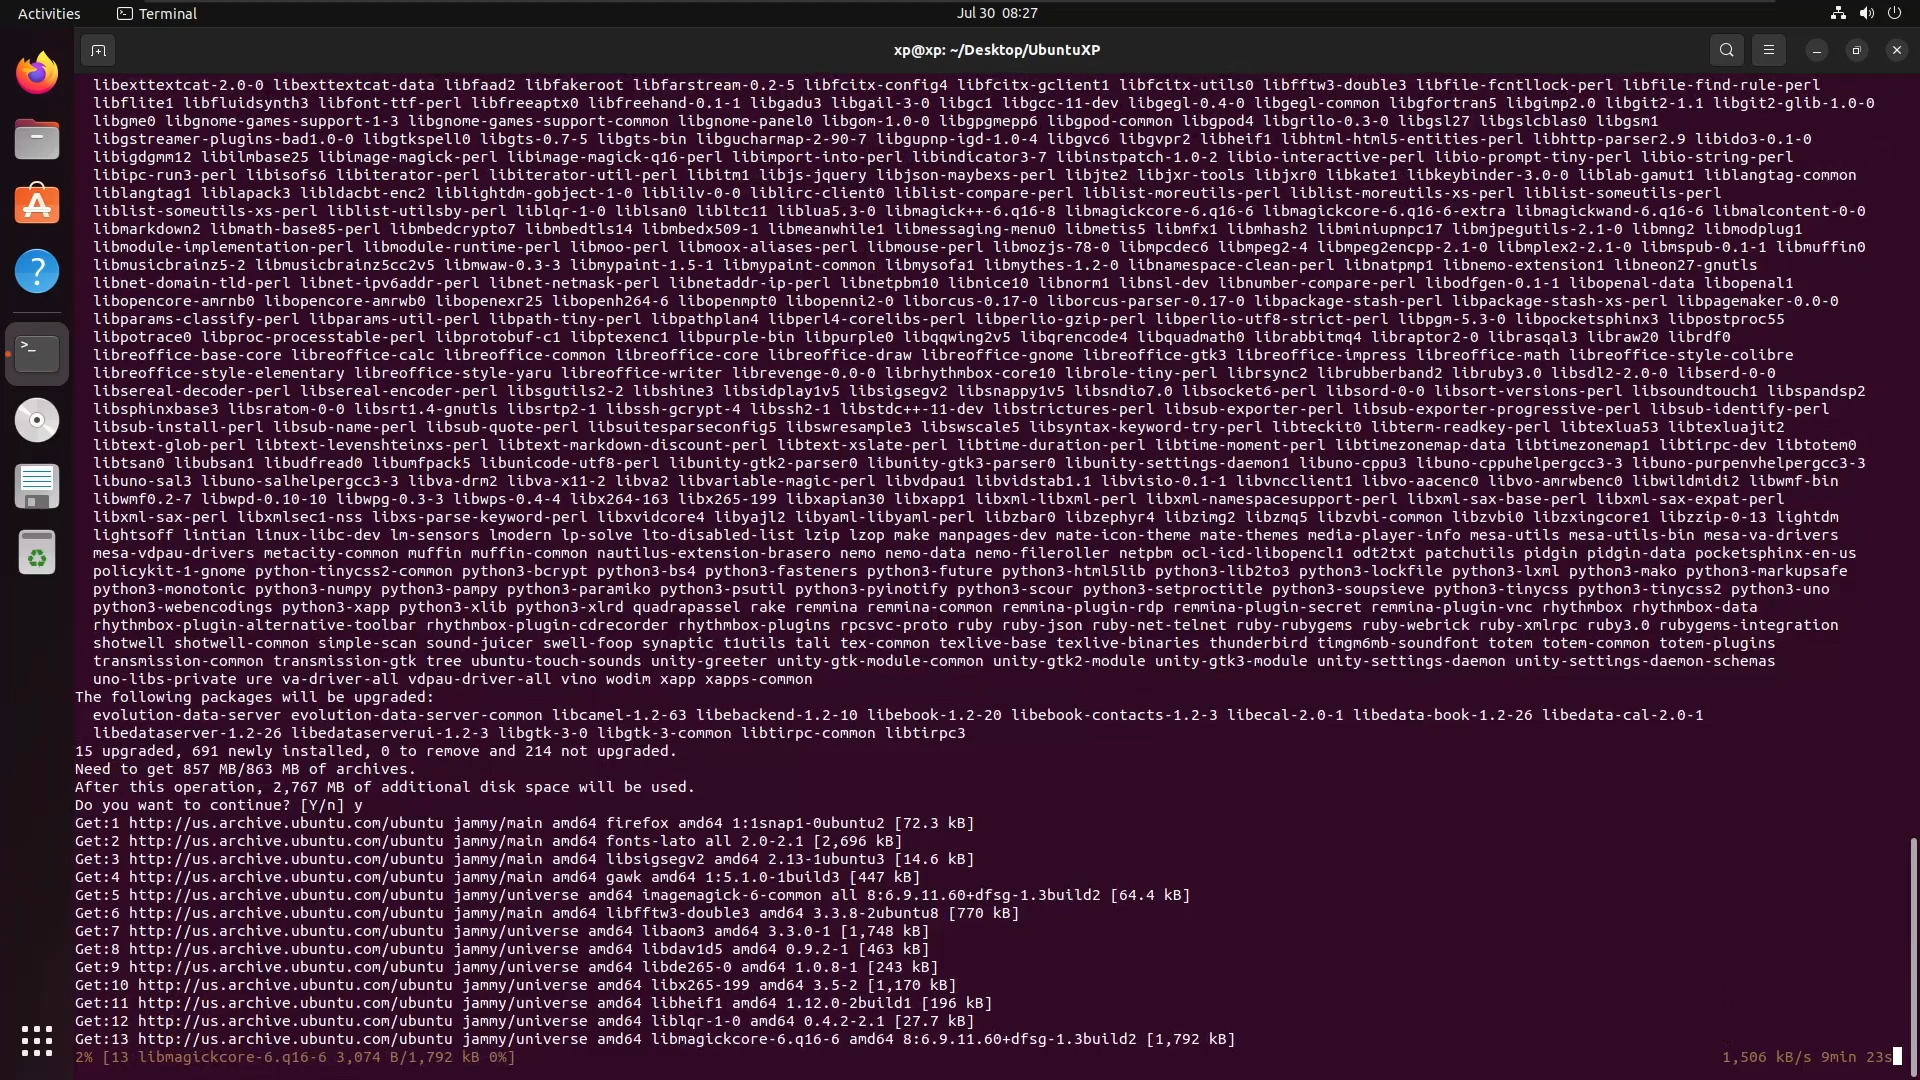 Activities
Terminal
Jul 30 08:27
xp@xp: ~/Desktop/UbuntuXP
libexttextcat-2.0-0 libexttextcat-data libfaad2 libfakeroot libfarstream-0.2-5 libfcitx-config4 libfcitx-gclient1 libfcitx-utils0 libfftw3-double3 libfile-fcntllock-perl libfile-find-rule-perl
libflite1 libfluidsynth3 libfont-ttf-perl libfreeaptx0 libfreehand-0.1-1 libgadu3 libgail-3-0 libgc1 libgcc-11-dev libgegl-0.4-0 libgegl-common libgfortran5 libgimp2.0 libgit2-1.1 libgit2-glib-1.0-0
libgme0 libgnome-games-support-1-3 libgnome-games-support-common libgnome-panel0 libgom-1.0-0 libgpgmepp6 libgpod-common libgpod4 libgrilo-0.3-0 libgsl27 libgslcblas0 libgsm1
libgstreamer-plugins-bad1.0-0 libgtkspell0 libgts-0.7-5 libgts-bin libgucharmap-2-90-7 libgupnp-igd-1.0-4 libgvc6 libgvpr2 libheif1 libhtml-html5-entities-perl libhttp-parser2.9 libido3-0.1-0
libigdgmm12 libilmbase25 libimage-magick-perl libimage-magick-q16-perl libimport-into-perl libindicator3-7 libinstpatch-1.0-2 libio-interactive-perl libio-prompt-tiny-perl libio-string-perl
libipc-run3-perl libisofs6 libiterator-perl libiterator-util-perl libitm1 libjs-jquery libjson-maybexs-perl libjte2 libjxr-tools libjxr0 libkate1 libkeybinder-3.0-0 liblab-gamut1 liblangtag-common
liblangtag1 liblapack3 libldacbt-enc2 liblightdm-gobject-1-0 liblilv-0-0 liblirc-client0 liblist-compare-perl liblist-moreutils-perl liblist-moreutils-xs-perl liblist-someutils-perl
liblist-someutils-xs-perl liblist-utilsby-perl liblqr-1-0 liblsan0 libltc11 liblua5.3-0 libmagick++-6.q16-8 libmagickcore-6.q16-6 libmagickcore-6.q16-6-extra libmagickwand-6.q16-6 libmalcontent-0-0
libmarkdown2 libmath-base85-perl libmbedcrypto7 libmbedtls14 libmbedx509-1 libmeanwhile1 libmessaging-menu0 libmetis5 libmfx1 libmhash2 libminiupnpc17 libmjpegutils-2.1-0 libmng2 libmodplug1
libmodule-implementation-perl libmodule-runtime-perl libmoo-perl libmoox-aliases-perl libmouse-perl libmozjs-78-0 libmpcdec6 libmpeg2-4 libmpeg2encpp-2.1-0 libmplex2-2.1-0 libmspub-0.1-1 libmuffin0
libmusicbrainz5-2 libmusicbrainz5cc2v5 libmwaw-0.3-3 libmypaint-1.5-1 libmypaint-common libmysofa1 libmythes-1.2-0 libnamespace-clean-perl libnatpmp1 libnemo-extension1 libneon27-gnutls
libnet-domain-tld-perl libnet-ipv6addr-perl libnet-netmask-perl libnetaddr-ip-perl libnetpbm10 libnice10 libnorm1 libnsl-dev libnumber-compare-perl libodfgen-0.1-1 libopenal-data libopenal1
libopencore-amrnb0 libopencore-amrwb0 libopenexr25 libopenh264-6 libopenmpt0 libopenni2-0 liborcus-0.17-0 liborcus-parser-0.17-0 libpackage-stash-perl libpackage-stash-xs-perl libpagemaker-0.0-0
libparams-classify-perl libparams-util-perl libpath-tiny-perl libpathplan4 libperl4-corelibs-perl libperlio-gzip-perl libperlio-utf8-strict-perl libpgm-5.3-0 libpocketsphinx3 libpostproc55
libpotrace0 libproc-processtable-perl libprotobuf-c1 libptexenc1 libpurple-bin libpurple0 libqqwing2v5 libqrencode4 libquadmath0 librabbitmq4 libraptor2-0 librasqal3 libraw20 librdf0
libreoffice-base-core libreoffice-calc libreoffice-common libreoffice-core libreoffice-draw libreoffice-gnome libreoffice-gtk3 libreoffice-impress libreoffice-math libreoffice-style-colibre
libreoffice-style-elementary libreoffice-style-yaru libreoffice-writer librevenge-0.0-0 librhythmbox-core10 librole-tiny-perl librsync2 librubberband2 libruby3.0 libsdl2-2.0-0 libserd-0-0
libsereal-decoder-perl libsereal-encoder-perl libsgutils2-2 libshine3 libsidplay1v5 libsigsegv2 libsnappy1v5 libsndio7.0 libsocket6-perl libsord-0-0 libsort-versions-perl libsoundtouch1 libspandsp2
libsphinxbase3 libsratom-0-0 libsrt1.4-gnutls libsrtp2-1 libssh-gcrypt-4 libssh2-1 libstdc++-11-dev libstrictures-perl libsub-exporter-perl libsub-exporter-progressive-perl libsub-identify-perl
libsub-install-perl libsub-name-perl libsub-quote-perl libsuitesparseconfig5 libswresample3 libswscale5 libsyntax-keyword-try-perl libteckit0 libterm-readkey-perl libtexlua53 libtexluajit2
libtext-glob-perl libtext-levenshteinxs-perl libtext-markdown-discount-perl libtext-xslate-perl libtime-duration-perl libtime-moment-perl libtimezonemap-data libtimezonemap1 libtirpc-dev libtotem0
libtsan0 libubsan1 libudfread0 libumfpack5 libunicode-utf8-perl libunity-gtk2-parser0 libunity-gtk3-parser0 libunity-settings-daemon1 libuno-cppu3 libuno-cppuhelpergcc3-3 libuno-purpenvhelpergcc3-3
libuno-sal3 libuno-salhelpergcc3-3 libva-drm2 libva-x11-2 libva2 libvariable-magic-perl libvdpau1 libvidstab1.1 libvisio-0.1-1 libvncclient1 libvo-aacenc0 libvo-amrwbenc0 libwildmidi2 libwmf-bin
libwmf0.2-7 libwpd-0.10-10 libwpg-0.3-3 libwps-0.4-4 libx264-163 libx265-199 libxapian30 libxapp1 libxml-libxml-perl libxml-namespacesupport-perl libxml-sax-base-perl libxml-sax-expat-perl
libxml-sax-perl libxmlsec1-nss libxs-parse-keyword-perl libxvidcore4 libyajl2 libyaml-libyaml-perl libzbar0 libzephyr4 libzimg2 libzmq5 libzvbi-common libzvbi0 libzxingcore1 libzzip-0-13 lightdm
lightsoff lintian linux-libc-dev lm-sensors lmodern lp-solve lto-disabled-list lzip lzop make manpages-dev mate-icon-theme mate-themes media-player-info mesa-utils mesa-utils-bin mesa-va-drivers
mesa-vdpau-drivers metacity-common muffin muffin-common nautilus-extension-brasero nemo nemo-data nemo-fileroller netpbm ocl-icd-libopencl1 odt2txt patchutils pidgin pidgin-data pocketsphinx-en-us
policykit-1-gnome python-tinycss2-common python3-bcrypt python3-bs4 python3-fasteners python3-future python3-html5lib python3-lib2to3 python3-lockfile python3-lxml python3-mako python3-markupsafe
python3-monotonic python3-numpy python3-pampy python3-paramiko python3-psutil python3-pyinotify python3-scour python3-setproctitle python3-soupsieve python3-tinycss python3-tinycss2 python3-uno
python3-webencodings python3-xapp python3-xlib python3-xlrd quadrapassel rake remmina remmina-common remmina-plugin-rdp remmina-plugin-secret remmina-plugin-vnc rhythmbox rhythmbox-data
rhythmbox-plugin-alternative-toolbar rhythmbox-plugin-cdrecorder rhythmbox-plugins rpcsvc-proto ruby ruby-json ruby-net-telnet ruby-rubygems ruby-webrick ruby-xmlrpc ruby3.0 rubygems-integration
shotwell shotwell-common simple-scan sound-juicer swell-foop synaptic t1utils tali tex-common texlive-base texlive-binaries thunderbird timgm6mb-soundfont totem totem-common totem-plugins
transmission-common transmission-gtk tree ubuntu-touch-sounds unity-greeter unity-gtk-module-common unity-gtk2-module unity-gtk3-module unity-settings-daemon unity-settings-daemon-schemas
uno-libs-private ure va-driver-all vdpau-driver-all vino wodim xapp xapps-common
The following packages will be upgraded:
evolution-data-server evolution-data-server-common libcamel-1.2-63 libebackend-1.2-10 libebook-1.2-20 libebook-contacts-1.2-3 libecal-2.0-1 libedata-book-1.2-26 libedata-cal-2.0-1
libedataserver-1.2-26 libedataserverui-1.2-3 libgtk-3-0 libgtk-3-common libtirpc-common libtirpc3
15 upgraded, 691 newly installed, 0 to remove and 214 not upgraded.
Need to get 857 MB/863 MB of archives.
After this operation, 2,767 MB of additional disk space will be used.
Do you want to continue? [Y/n] y
Get:1 http://us.archive.ubuntu.com/ubuntu jammy/main amd64 firefox amd64 1:1snap1-0ubuntu2 [72.3 kB]
Get:2 http://us.archive.ubuntu.com/ubuntu jammy/main amd64 fonts-lato all 2.0-2.1 [2,696 kB]
Get:3 http://us.archive.ubuntu.com/ubuntu jammy/main amd64 libsigsegv2 amd64 2.13-1ubuntu3 [14.6 kB]
Get:4 http://us.archive.ubuntu.com/ubuntu jammy/main amd64 gawk amd64 1:5.1.0-1build3 [447 kB]
Get:5 http://us.archive.ubuntu.com/ubuntu jammy/universe amd64 imagemagick-6-common all 8:6.9.11.60+dfsg-1.3build2 [64.4 kB]
Get:6 http://us.archive.ubuntu.com/ubuntu jammy/main amd64 libfftw3-double3 amd64 3.3.8-2ubuntu8 [770 kB]
Get:7 http://us.archive.ubuntu.com/ubuntu jammy/universe amd64 libaom3 amd64 3.3.0-1 [1,748 kB]
Get:8 http://us.archive.ubuntu.com/ubuntu jammy/universe amd64 libdav1d5 amd64 0.9.2-1 [463 kB]
Get:9 http://us.archive.ubuntu.com/ubuntu jammy/universe amd64 libde265-0 amd64 1.0.8-1 [243 kB]
Get:10 http://us.archive.ubuntu.com/ubuntu jammy/universe amd64 libx265-199 amd64 3.5-2 [1,170 kB]
Get:11 http://us.archive.ubuntu.com/ubuntu jammy/universe amd64 libheif1 amd64 1.12.0-2build1 [196 kB]
Get:12 http://us.archive.ubuntu.com/ubuntu jammy/universe amd64 liblqr-1-0 amd64 0.4.2-2.1 [27.7 kB]
Get:13 http://us.archive.ubuntu.com/ubuntu jammy/universe amd64 libmagickcore-6.q16-6 amd64 8:6.9.11.60+dfsg-1.3build2 [1,792 kB]
2% [13 libmagickcore-6.q16-6 3,074 B/1,792 kB 0%] 1,506 kB/s 9min 23s